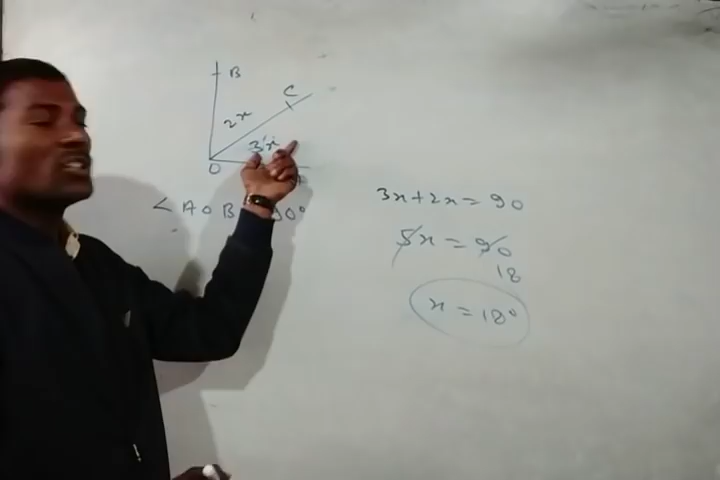 B
C
2x
3x
O
A
< A O B 90°
3x+2x=90
5x = 90
18
x = 18°